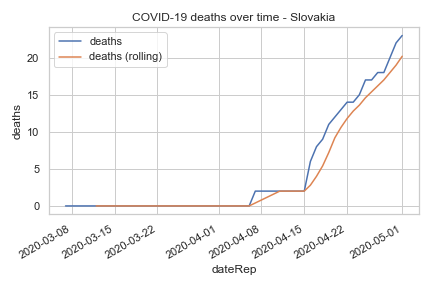 COVID-19 deaths over time - Slovakia
deaths
deaths (rolling)
deaths
20
15
10
5
0
2020-03-08
2020-03-15
2020-03-22
2020-04-01
2020-04-08
2020-04-15
2020-04-22
2020-05-01
dateRep